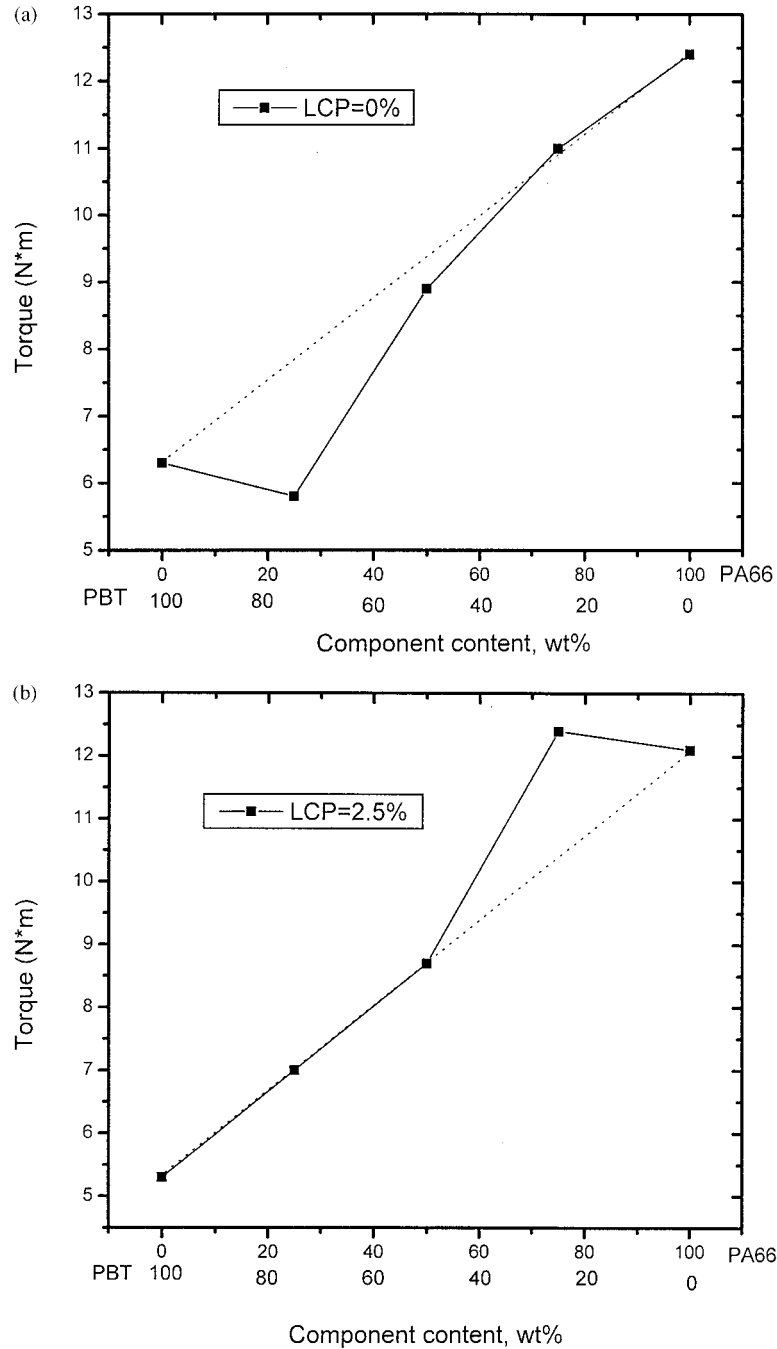 (a)
13
12
11
10
9
8
7
6
5
Torque (N*m)
LCP=0%
0 20 40 60 80 100 PA66
PBT 100 80 60 40 20 0
Component content, wt%
(b)
13
12
11
10
9
8
7
6
5
Torque (N*m)
LCP=2.5%
0 20 40 60 80 100 PA66
PBT 100 80 60 40 20 0
Component content, wt%